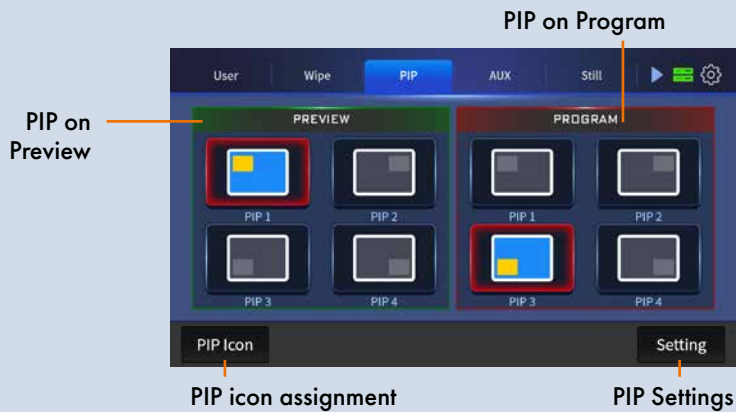 PIP on Program
User Wipe PIP AUX Still
PIP on
Preview
PREVIEW
PROGRAM
PIP 1 PIP 2 PIP 1 PIP 2
PIP 3 PIP 4 PIP 3 PIP 4
PIP Icon
Setting
PIP icon assignment
PIP Settings